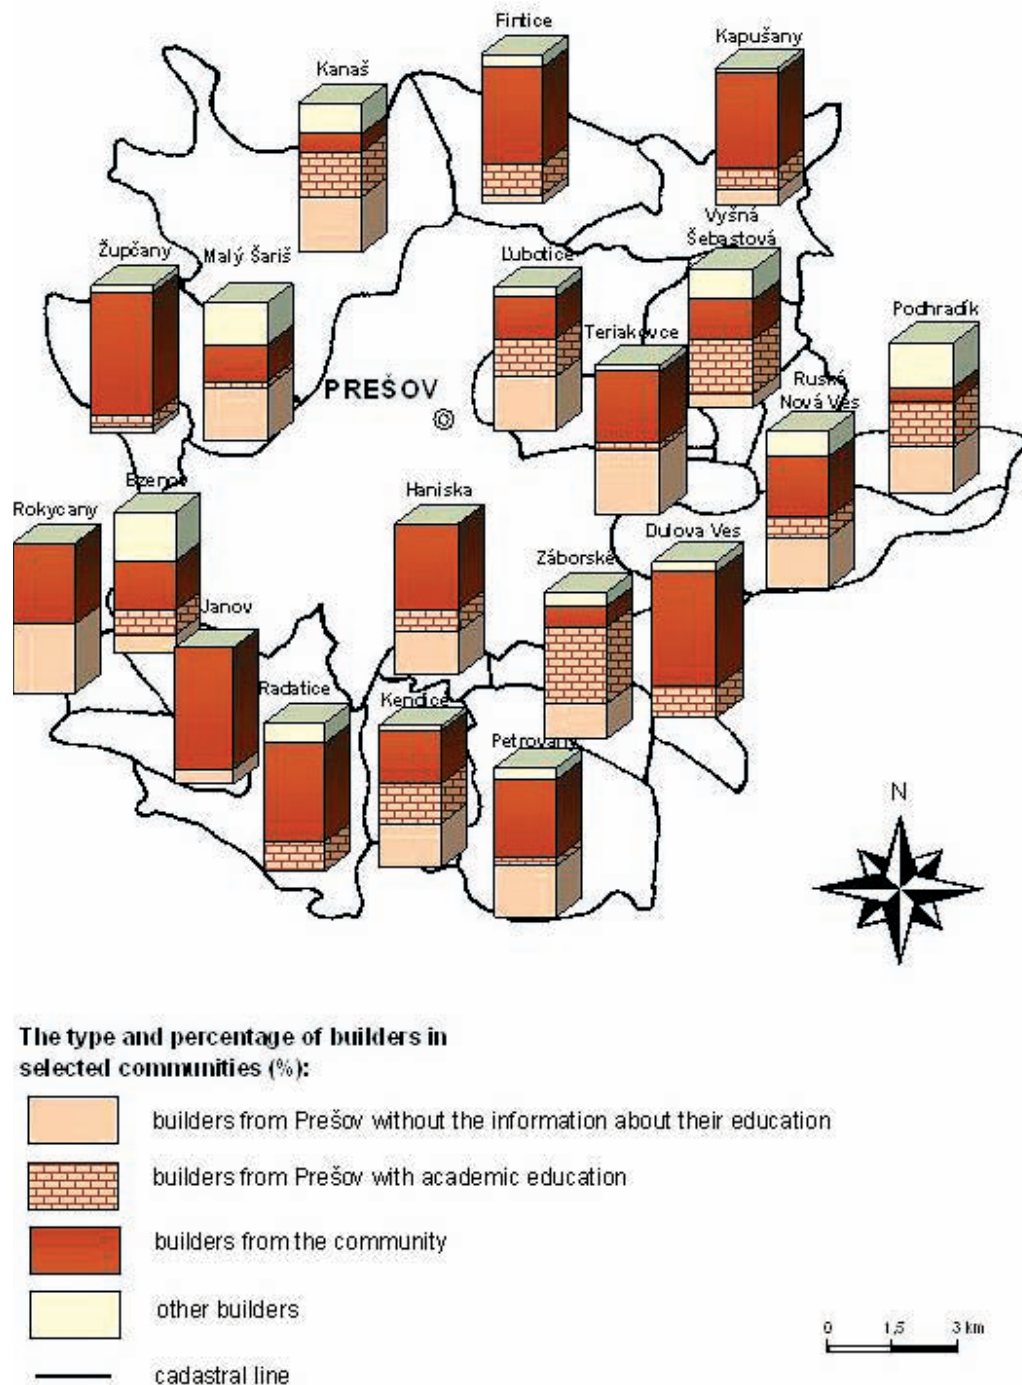 Fintice
Kapušany
Kanaš
Vyšná
Šebastová
Župčany
Malý Šariš
Ľubotice
Teriakovce
Podhradík
PREŠOV
Ruská
Nová Ves
Bzenov
Rokycany
Haniska
Dulova Ves
Záborské
Janov
Radatice
Kendice
Petrovany
N
The type and percentage of builders in
selected communities (%):
builders from Prešov without the information about their education
builders from Prešov with academic education
builders from the community
other builders
cadastral line
0 1,5 3 km